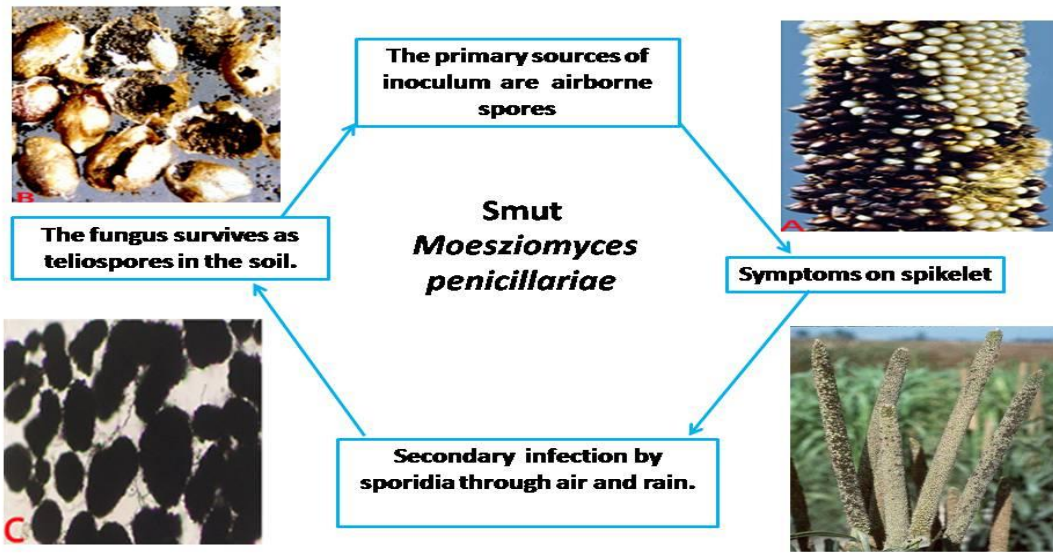 The primary sources of
inoculum are airborne
spores
B
A
Smut
Moesziomyces
penicillariae
The fungus survives as
teliospores in the soil.
Symptoms on spikelet
C
Secondary infection by
sporidia through air and rain.